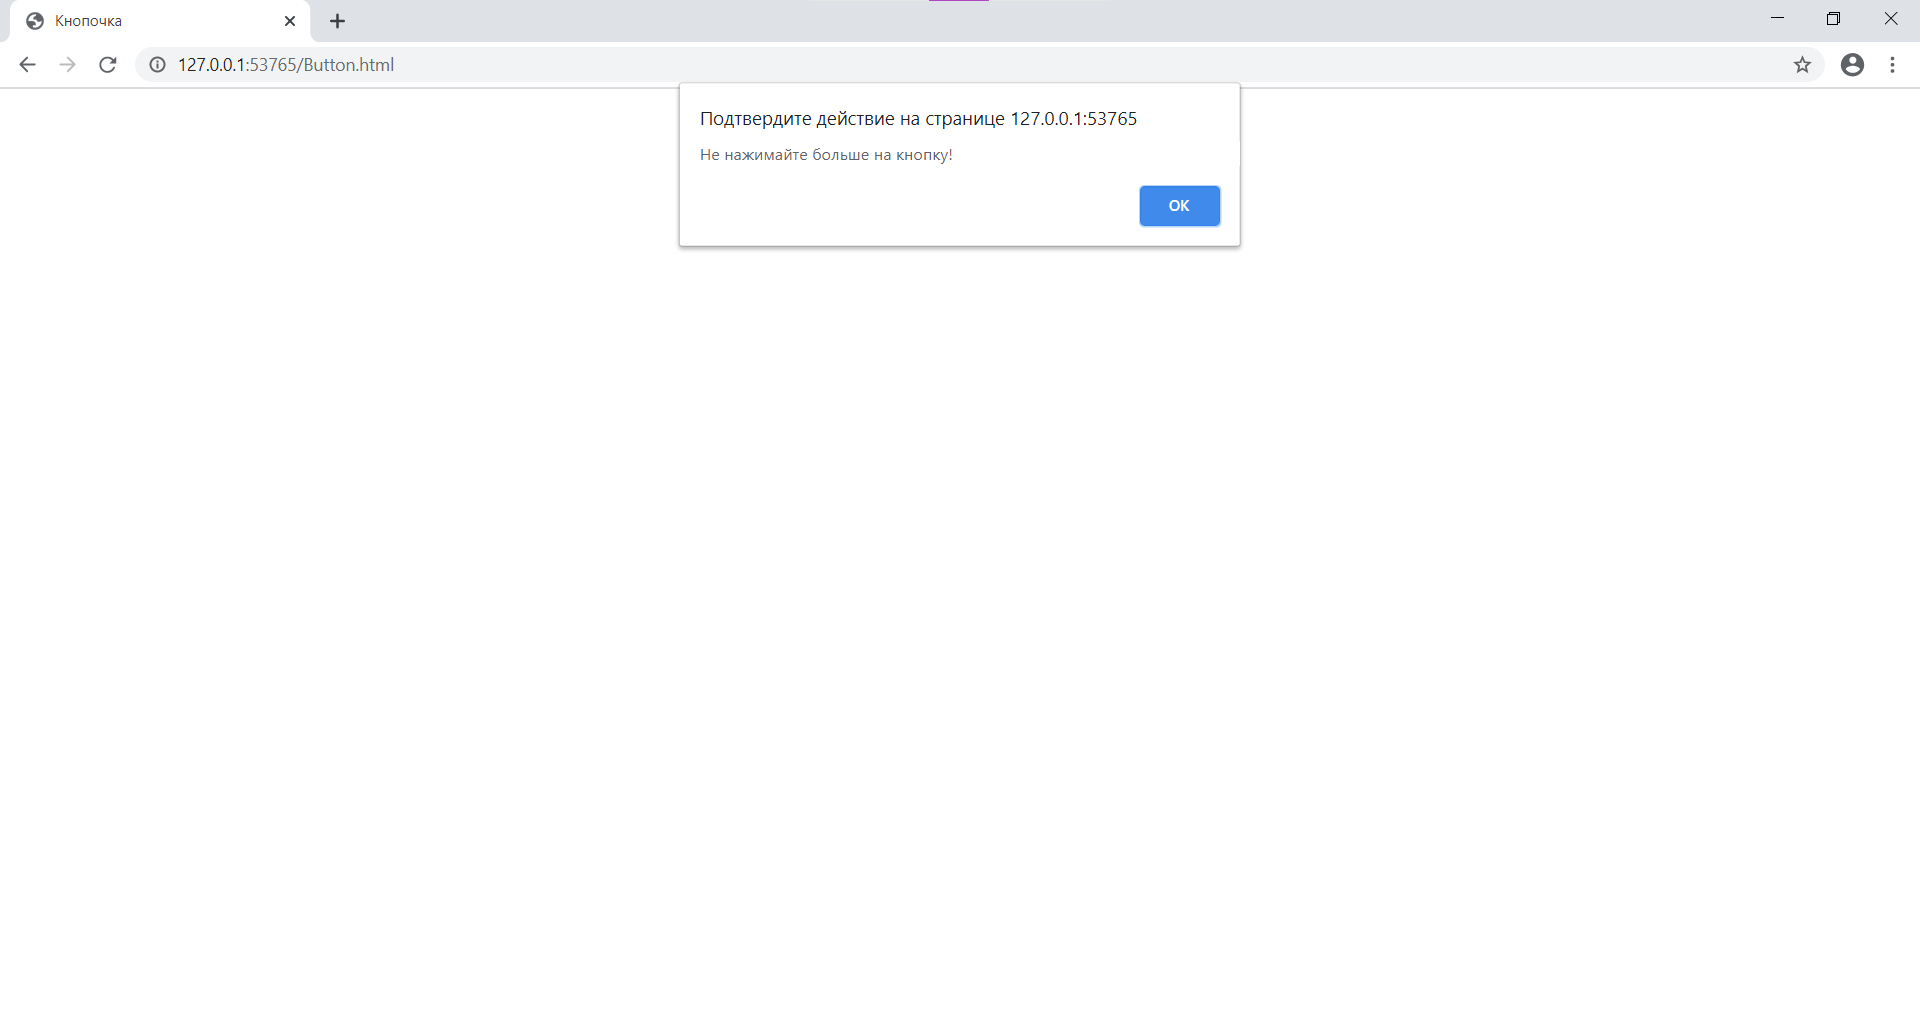 Кнопочка
127.0.0.1:53765/Button.html
Подтвердите действие на странице 127.0.0.1:53765
Не нажимайте больше на кнопку!
ОК